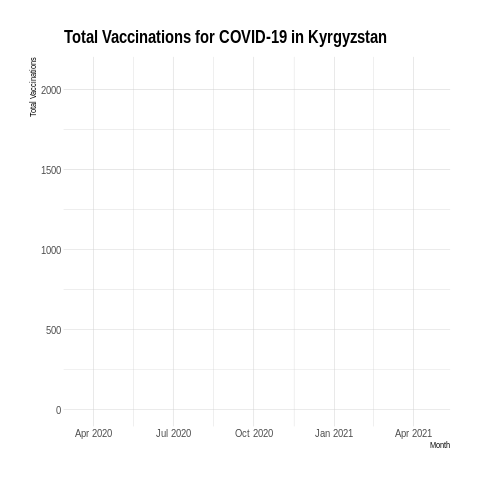 Total Vaccinations for COVID-19 in Kyrgyzstan
Total Vaccinations
2000
1500
1000
500
0
Apr 2020 Jul 2020 Oct 2020 Jan 2021 Apr 2021
Month